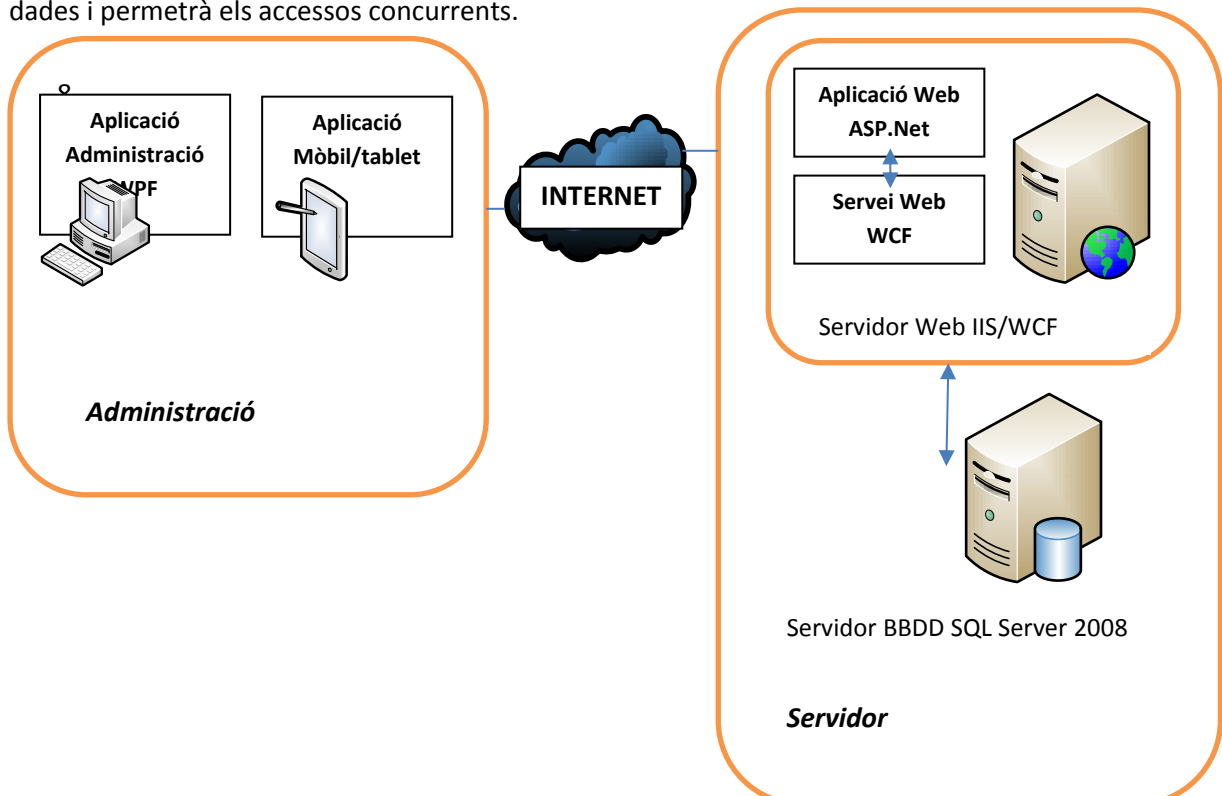 dades i permetrà els accessos concurrents.
Aplicació
Administració
WPF
Aplicació
Mòbil/tablet
Administració
INTERNET
Aplicació Web
ASP.Net
Servei Web
WCF
Servidor Web IIS/WCF
Servidor BBDD SQL Server 2008
Servidor